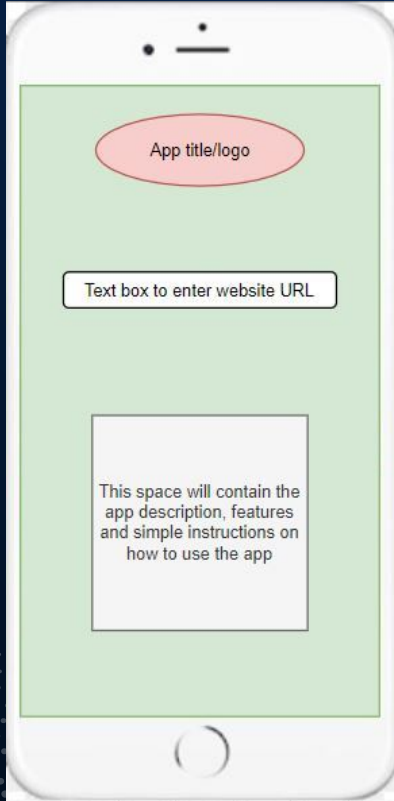 App title/logo
Text box to enter website URL
This space will contain the
app description, features
and simple instructions on
how to use the app